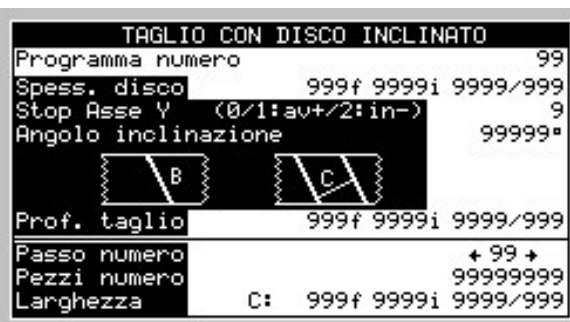 TAGLIO CON DISCO INCLINATO
Programma numero 99
Spess. disco 999f 9999i 9999/999
Stop Asse Y (0/1:av+/2:in-) 9
Angolo inclinazione 99999°
B C
Prof. taglio 999f 9999i 9999/999
Passo numero ← 99 →
Pezzi numero 99999999
Larghezza C: 999f 9999i 9999/999